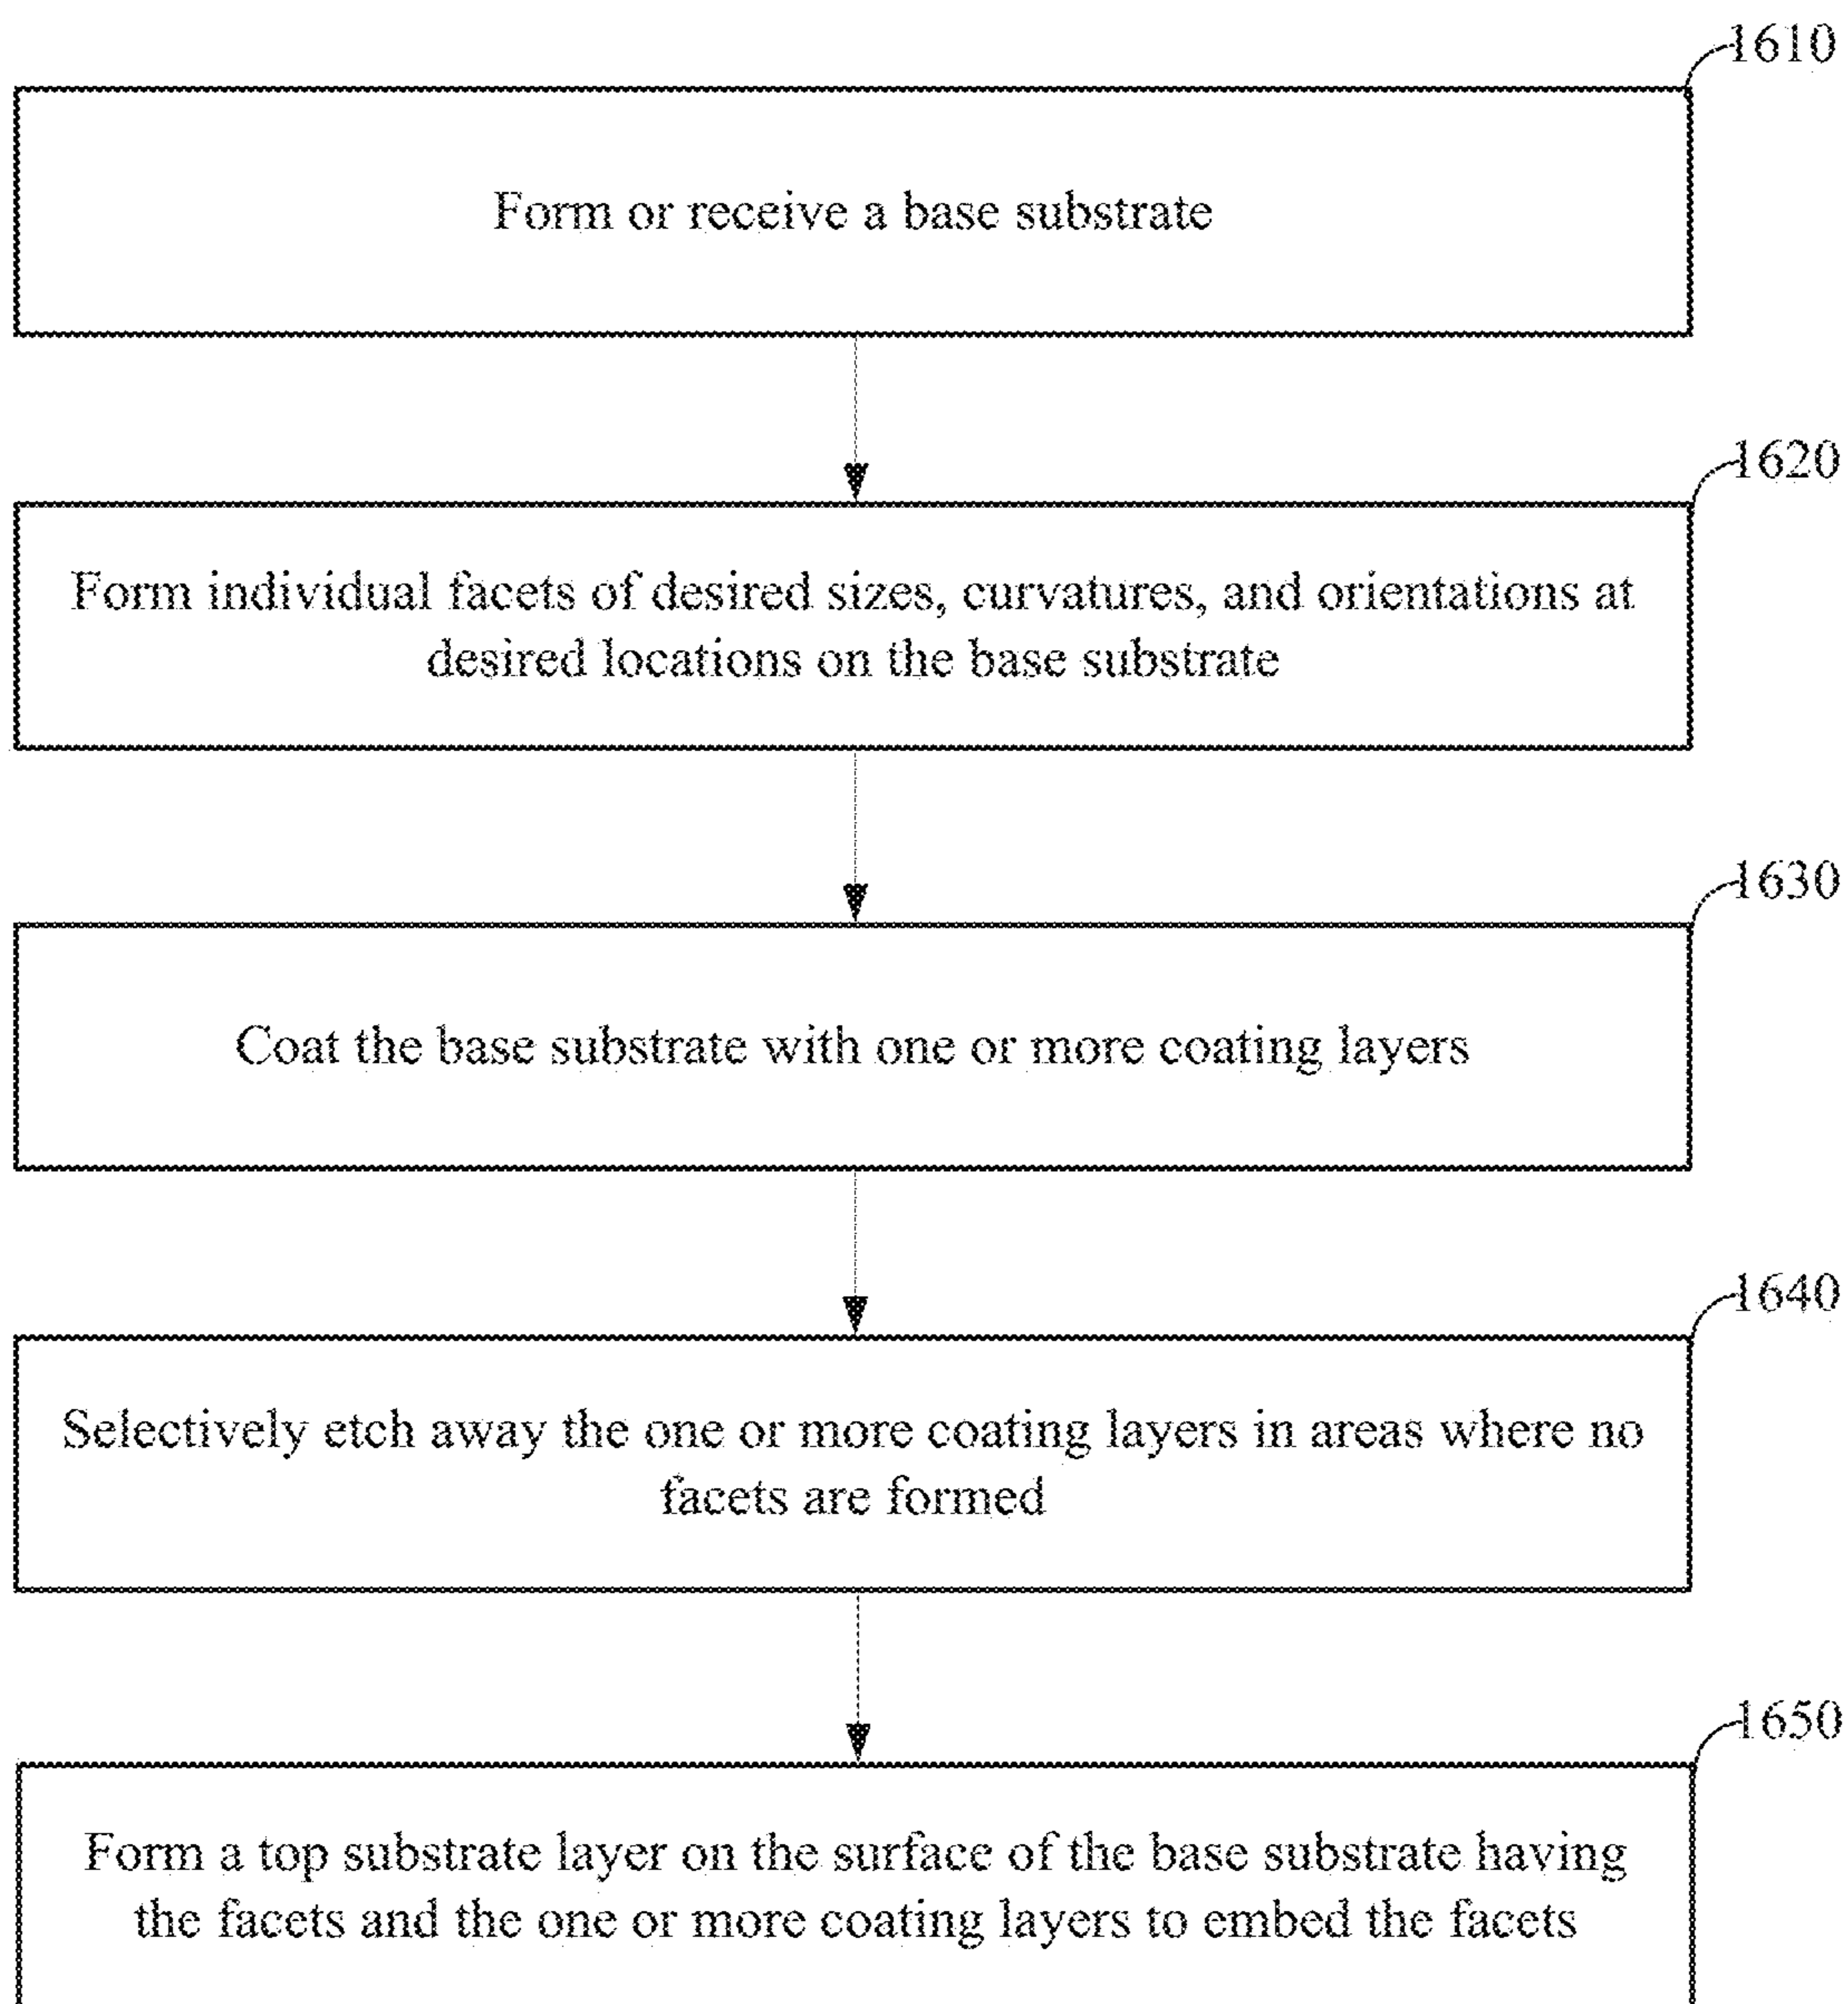 1610
Form or receive a base substrate
1620
Form individual facets of desired sizes, curvatures, and orientations at
desired locations on the base substrate
1630
Coat the base substrate with one or more coating layers
1640
Selectively etch away the one or more coating layers in areas where no
facets are formed
1650
Form a top substrate layer on the surface of the base substrate having
the facets and the one or more coating layers to embed the facets